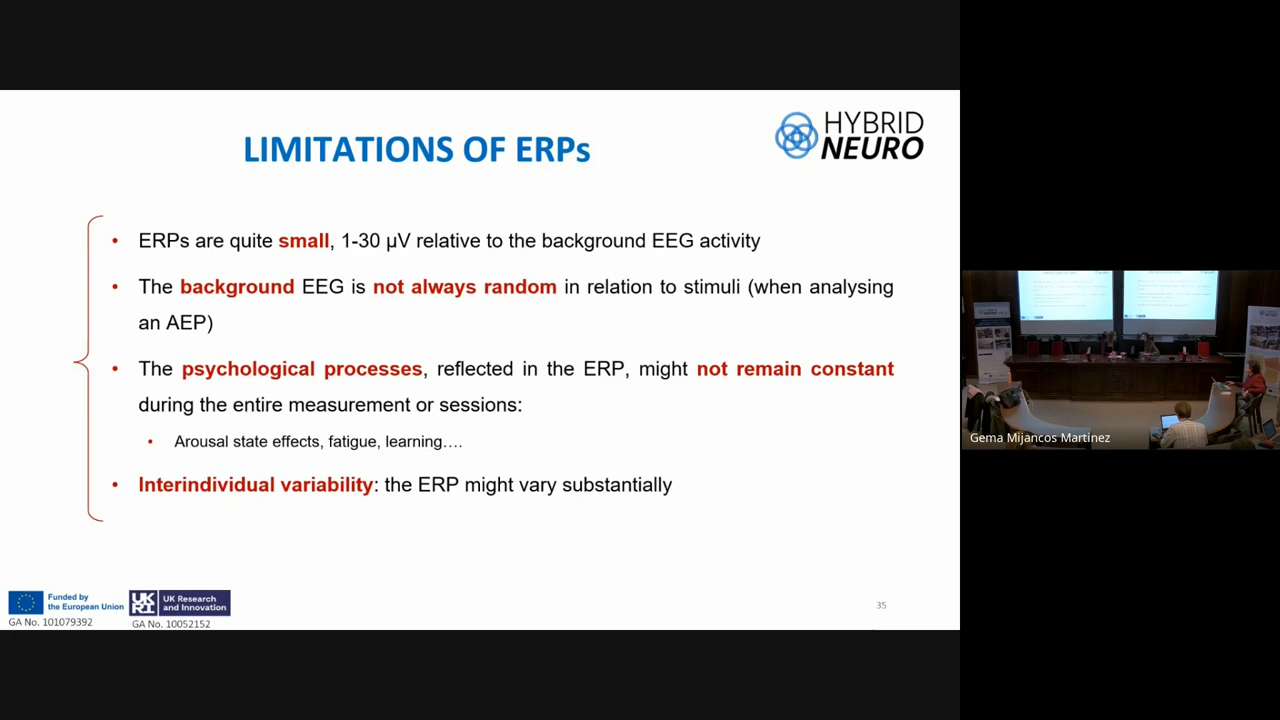 LIMITATIONS OF ERPs
HYBRID
NEURO
• ERPs are quite small, 1-30 µV relative to the background EEG activity
• The background EEG is not always random in relation to stimuli (when analysing
an AEP)
• The psychological processes, reflected in the ERP, might not remain constant
during the entire measurement or sessions:
• Arousal state effects, fatigue, learning….
• Interindividual variability: the ERP might vary substantially
Funded by
the European Union
GA No. 101079392
UKRI
UK Research
and Innovation
GA No. 10052152
35
Gema Mijancos Martinez